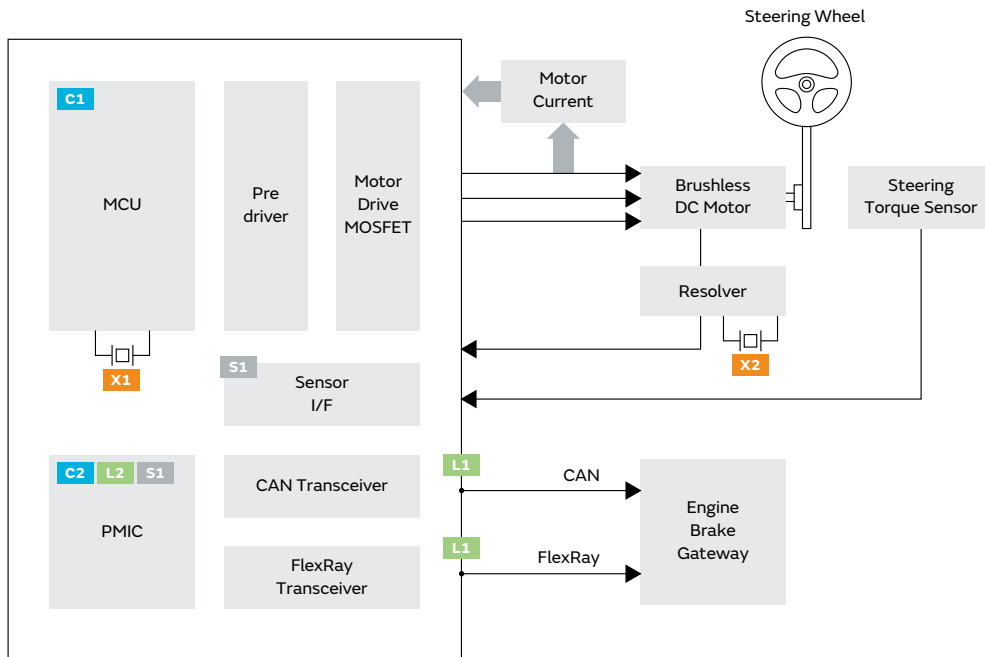 Steering Wheel
C1
MCU
Pre
driver
Motor
Drive
MOSFET
Motor
Current
Brushless
DC Motor
Steering
Torque Sensor
Resolver
X1
X2
S1
Sensor
I/F
C2 L2 S1
PMIC
CAN Transceiver
L1
CAN
FlexRay
Transceiver
L1
FlexRay
Engine
Brake
Gateway